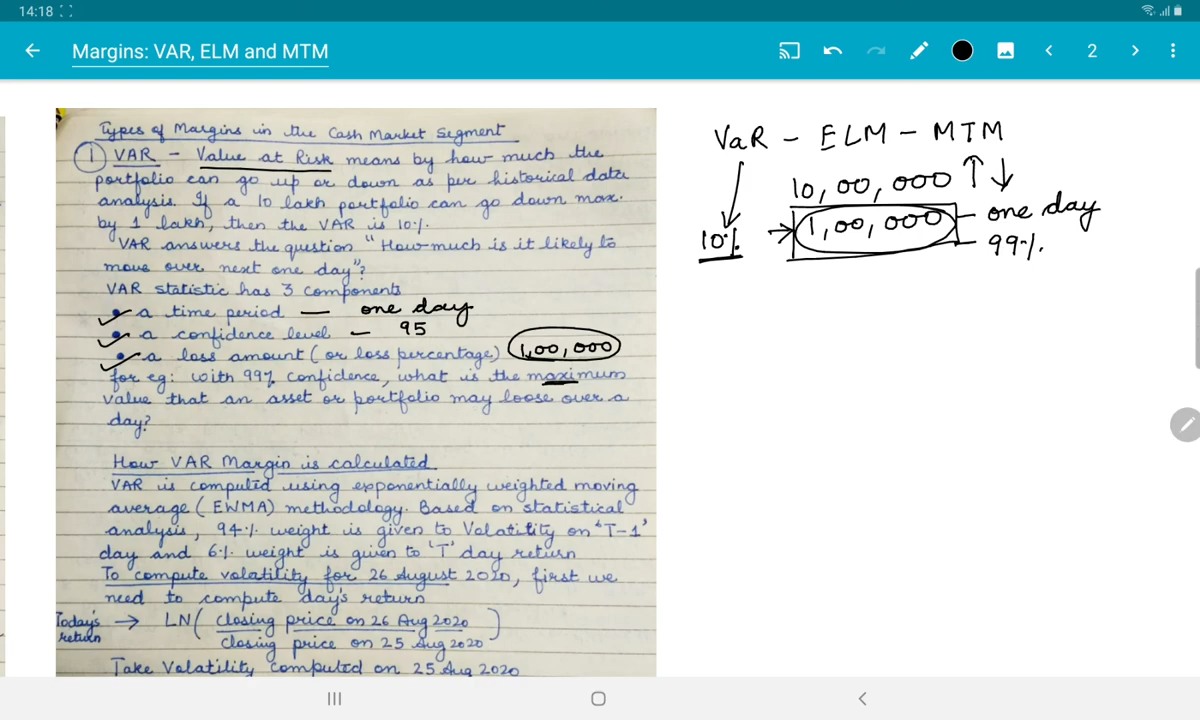 14:18
Margins: VAR, ELM and MTM
2
Types of Margins in the Cash Market Segment
1 VAR - Value at Risk means by how much the
portfolio can go up or down as per historical data
analysis. If a 10 lakh portfolio can go down max.
by 1 lakh, then the VAR is 10%.
VAR answers the question "How much is it likely to
move over next one day"?
VAR statistic has 3 components
• a time period — one day
• a confidence level - 95
• a loss amount (or loss percentage) 1,00,000
for eg: with 99% confidence, what is the maximum
value that an asset or portfolio may loose over a
day?
How VAR Margin is calculated
VAR is computed using exponentially weighted moving
average (EWMA) methodology. Based on statistical
analysis, 94% weight is given to Volatility on 'T-1'
day and 6% weight is given to 'T' day return
To compute volatility for 26 August 2020, first we
need to compute day's return
Today's return → LN( closing price on 26 Aug 2020
closing price on 25 Aug 2020 )
Take Volatility computed on 25 Aug 2020
VaR - ELM - MTM
10,00,000 ↑ ↓
10% → 1,00,000 - one day
- 99%